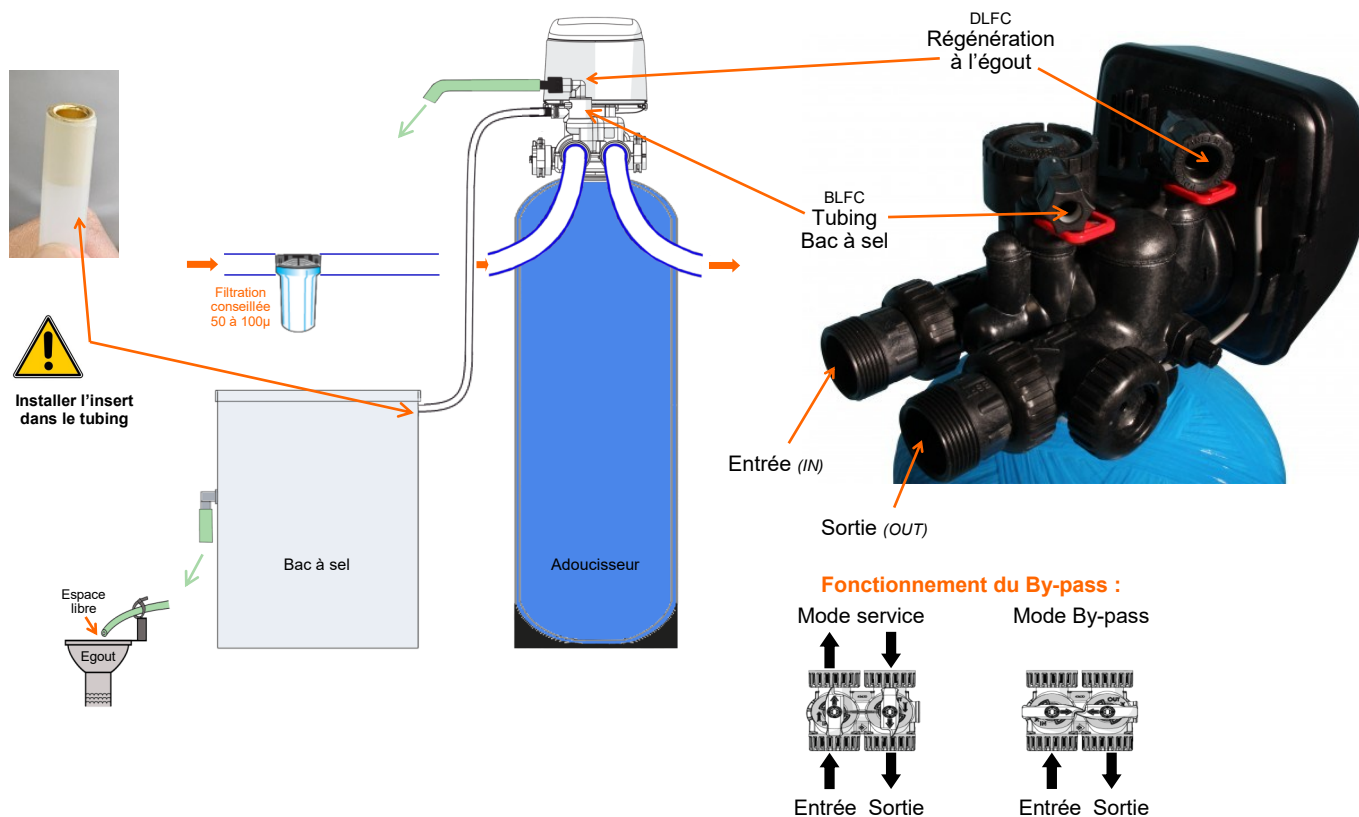 DLFC
Régénération
à l'égout
BLFC
Tubing
Bac à sel
Filtration
conseillée
50 à 100µ
Installer l'insert
dans le tubing
Entrée (IN)
Sortie (OUT)
Bac à sel
Adoucisseur
Espace
libre
Egout
Fonctionnement du By-pass :
Mode service
Mode By-pass
IN
OUT
Entrée Sortie
Entrée Sortie